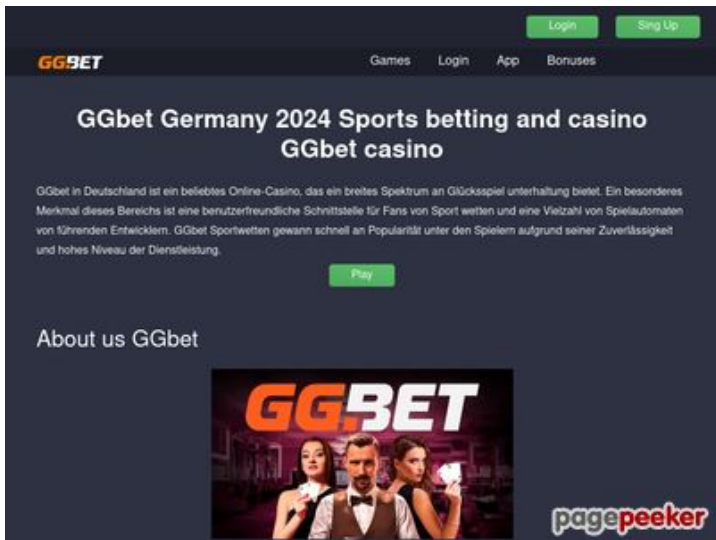 Login Sing Up
GG.BET Games Login App Bonuses
GGbet Germany 2024 Sports betting and casino
GGbet casino
GGbet in Deutschland ist ein beliebtes Online-Casino, das ein breites Spektrum an Glücksspiel unterhaltung bietet. Ein besonderes
Merkmal dieses Bereichs ist eine benutzerfreundliche Schnittstelle für Fans von Sport wetten und eine Vielzahl von Spielautomaten
von führenden Entwicklern. GGbet Sportwetten gewann schnell an Popularität unter den Spielern aufgrund seiner Zuverlässigkeit
und hohes Niveau der Dienstleistung.
Play
About us GGbet
GG.BET
pagepeeker